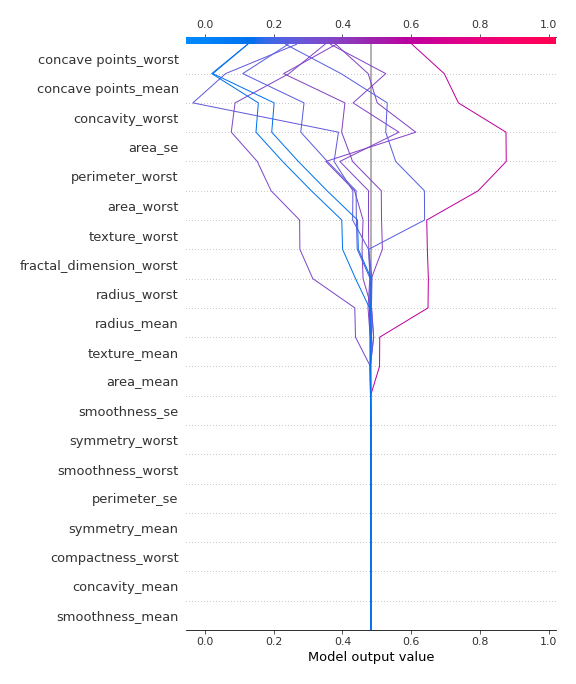 0.0 0.2 0.4 0.6 0.8 1.0
concave points_worst
concave points_mean
concavity_worst
area_se
perimeter_worst
area_worst
texture_worst
fractal_dimension_worst
radius_worst
radius_mean
texture_mean
area_mean
smoothness_se
symmetry_worst
smoothness_worst
perimeter_se
symmetry_mean
compactness_worst
concavity_mean
smoothness_mean
0.0 0.2 0.4 0.6 0.8 1.0
Model output value